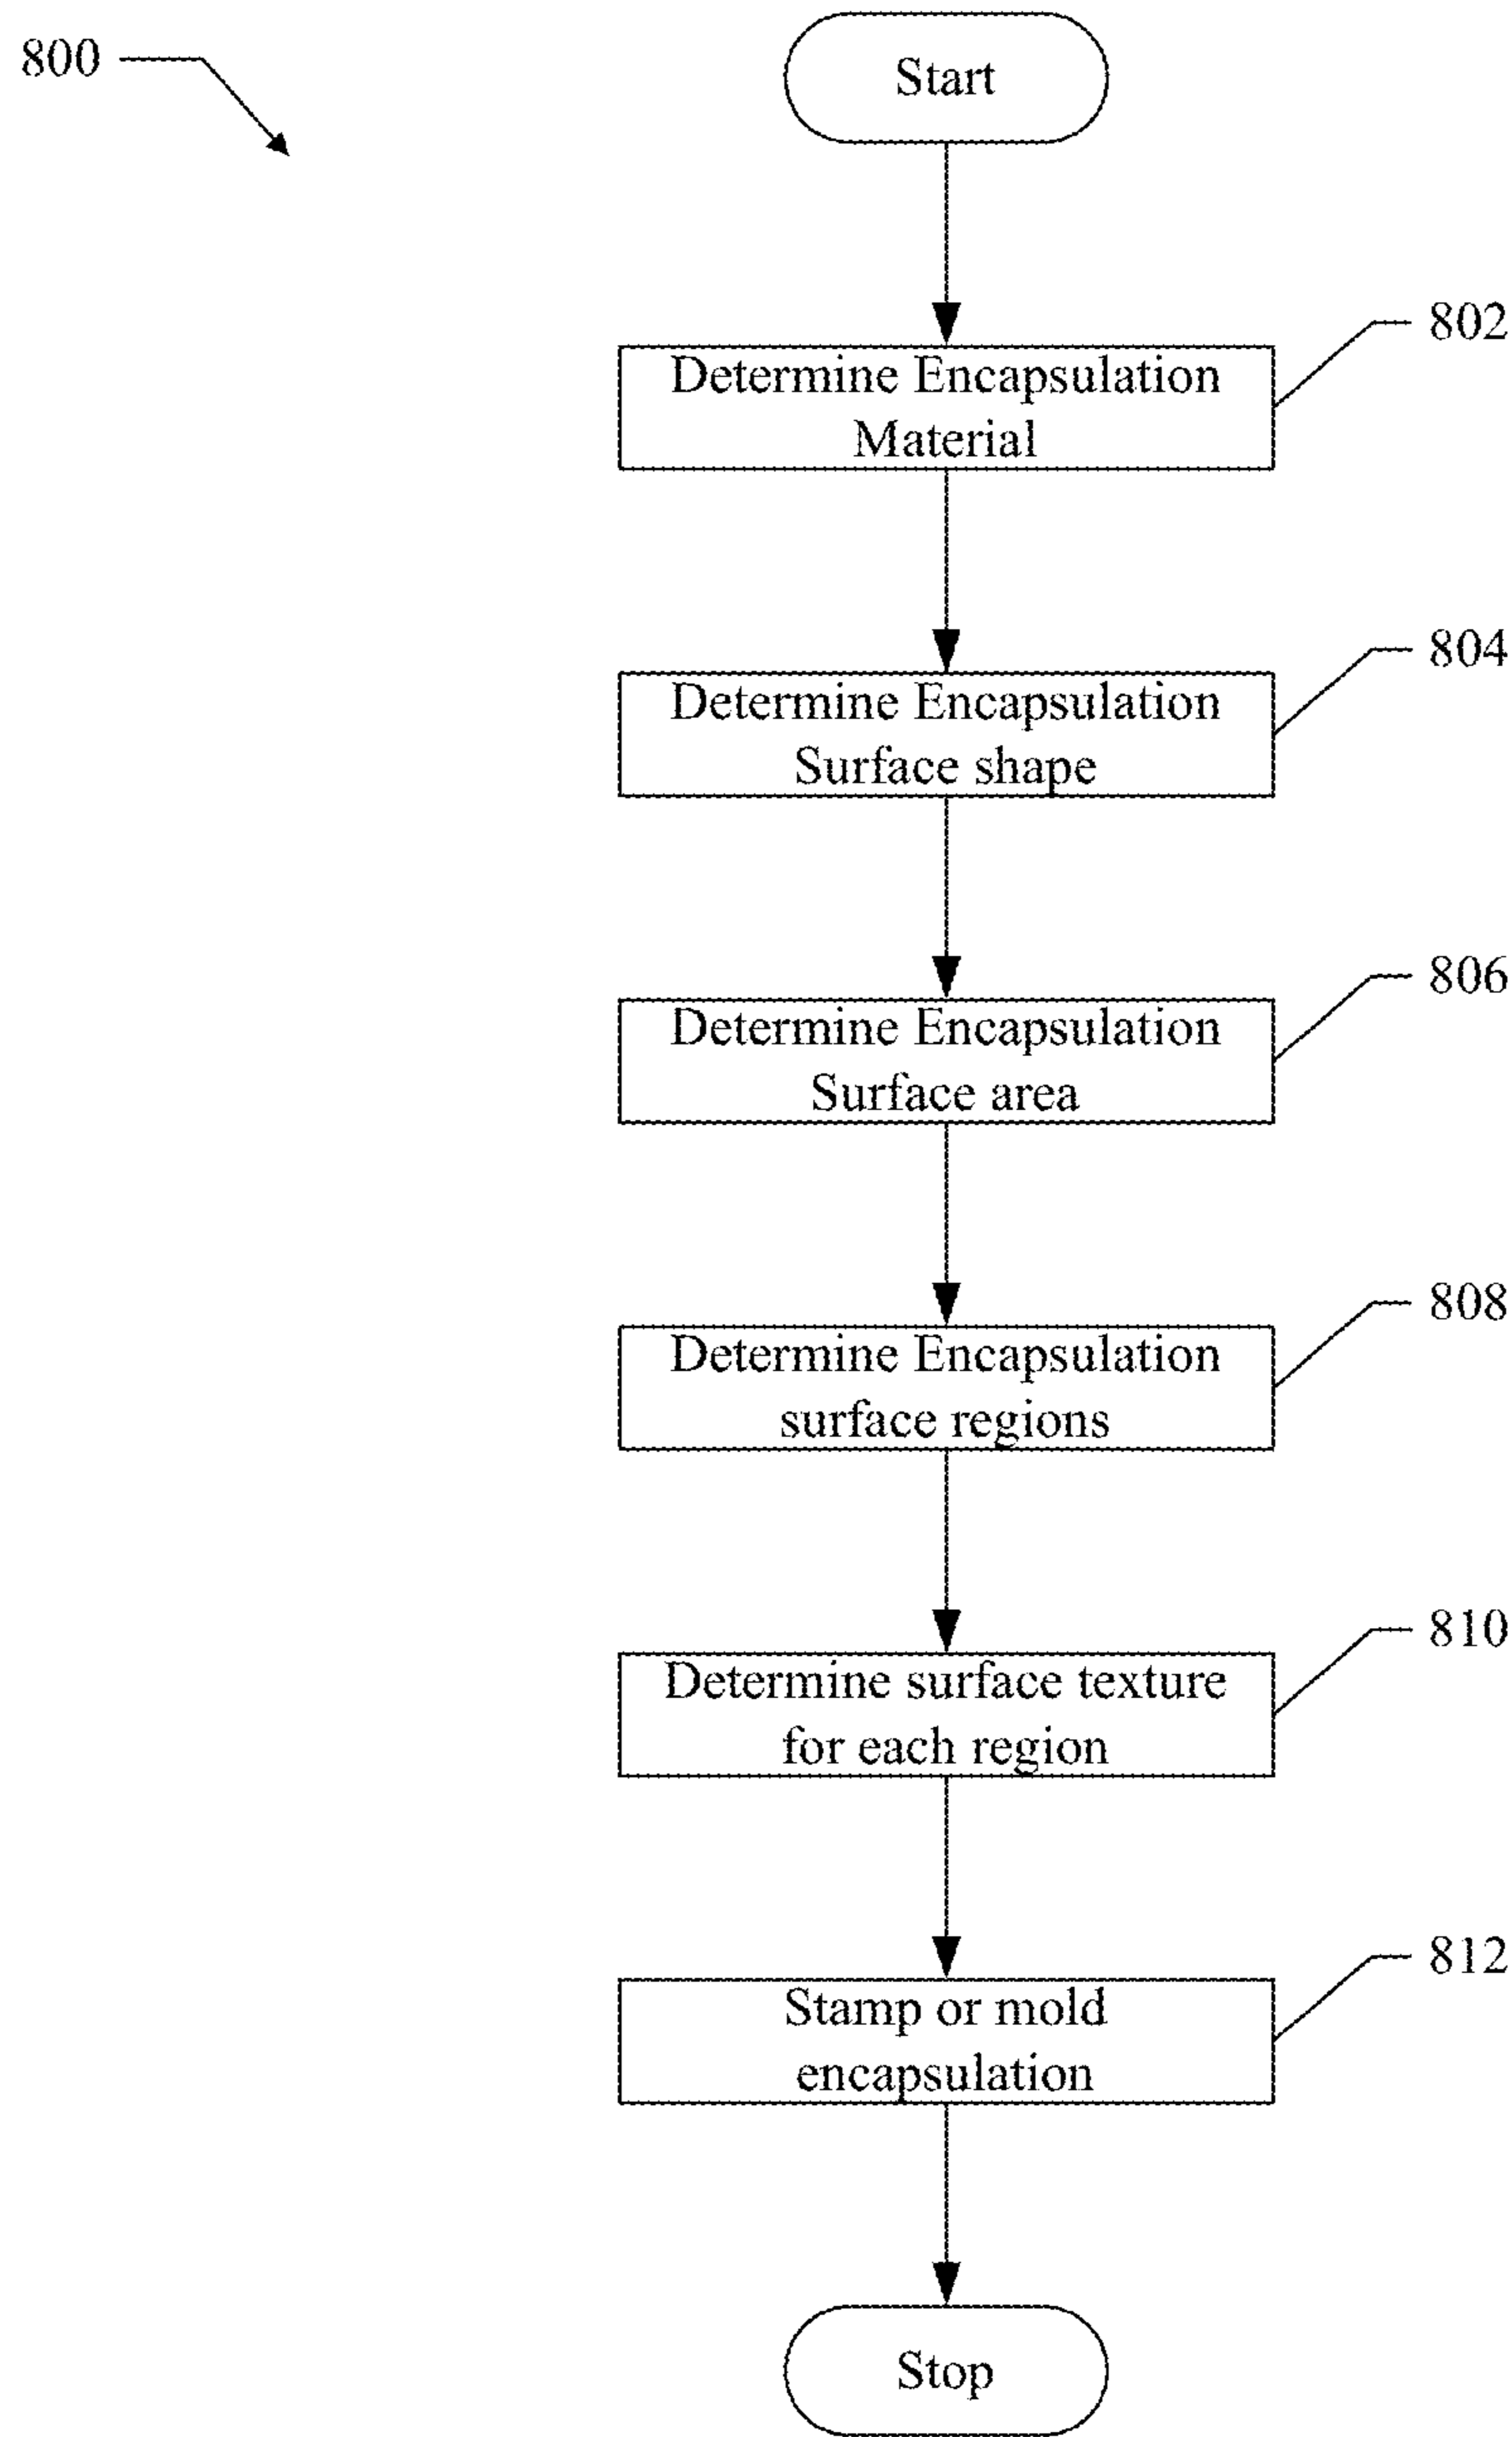 800
Start
802
Determine Encapsulation
Material
804
Determine Encapsulation
Surface shape
806
Determine Encapsulation
Surface area
808
Determine Encapsulation
surface regions
810
Determine surface texture
for each region
812
Stamp or mold
encapsulation
Stop